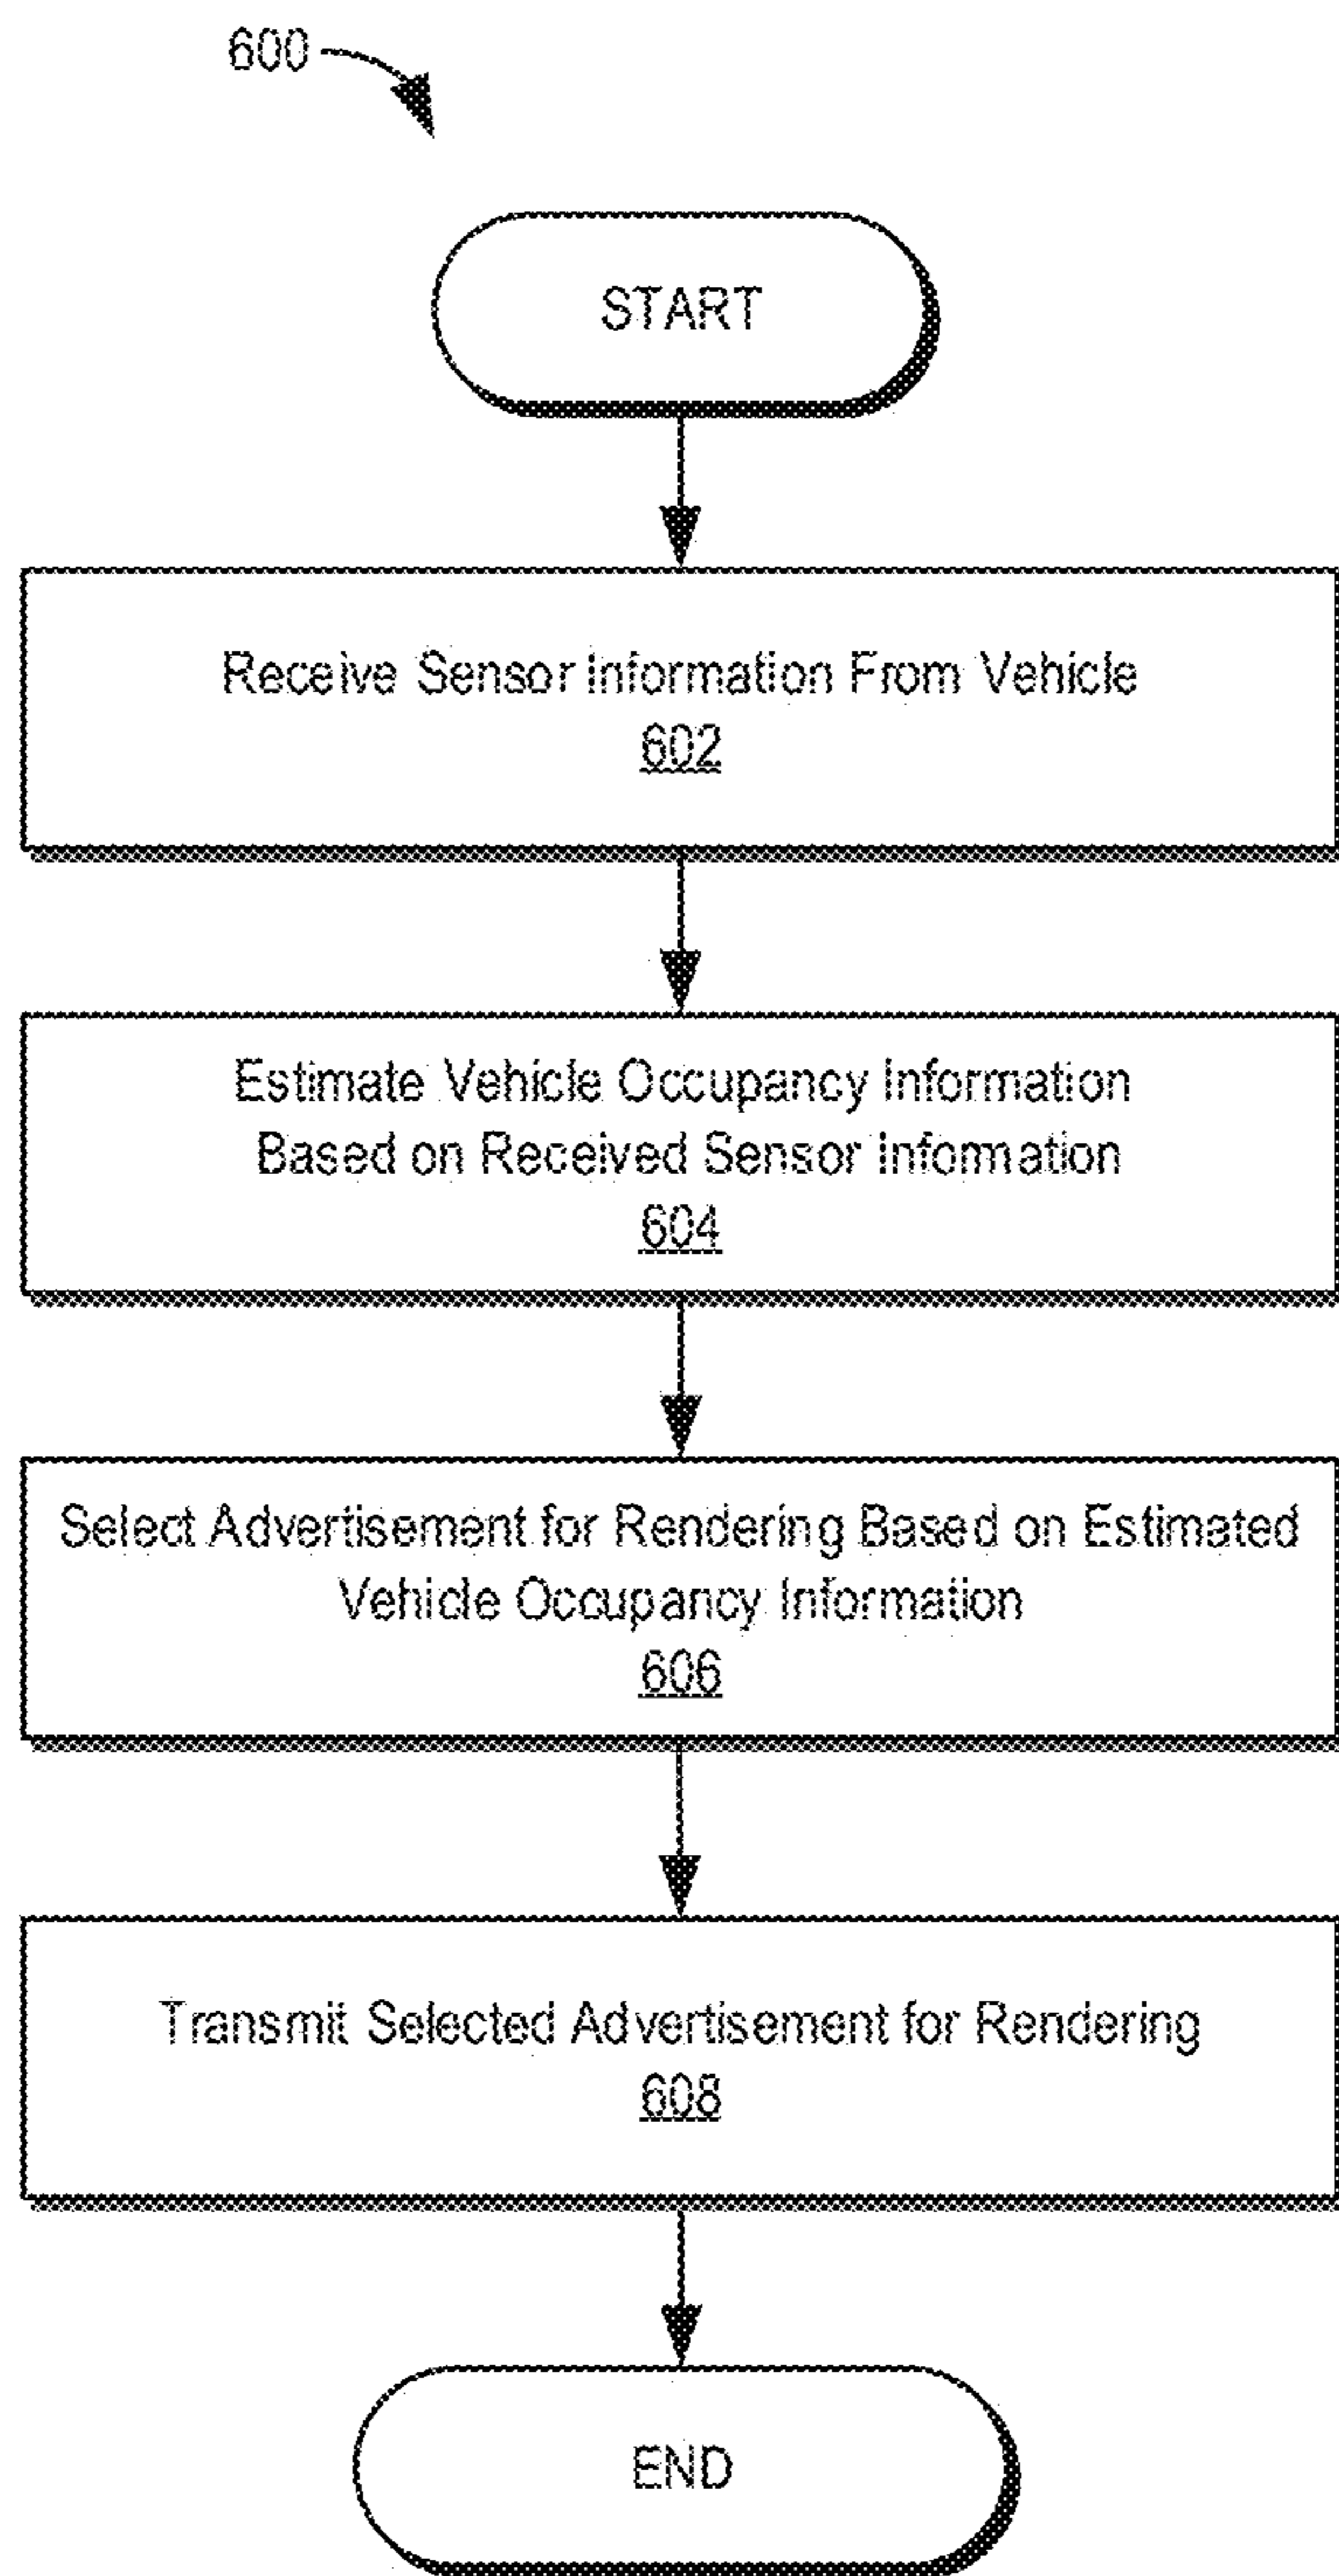 600
START
Receive Sensor Information From Vehicle
602
Estimate Vehicle Occupancy Information
Based on Received Sensor Information
604
Select Advertisement for Rendering Based on Estimated
Vehicle Occupancy Information
606
Transmit Selected Advertisement for Rendering
608
END